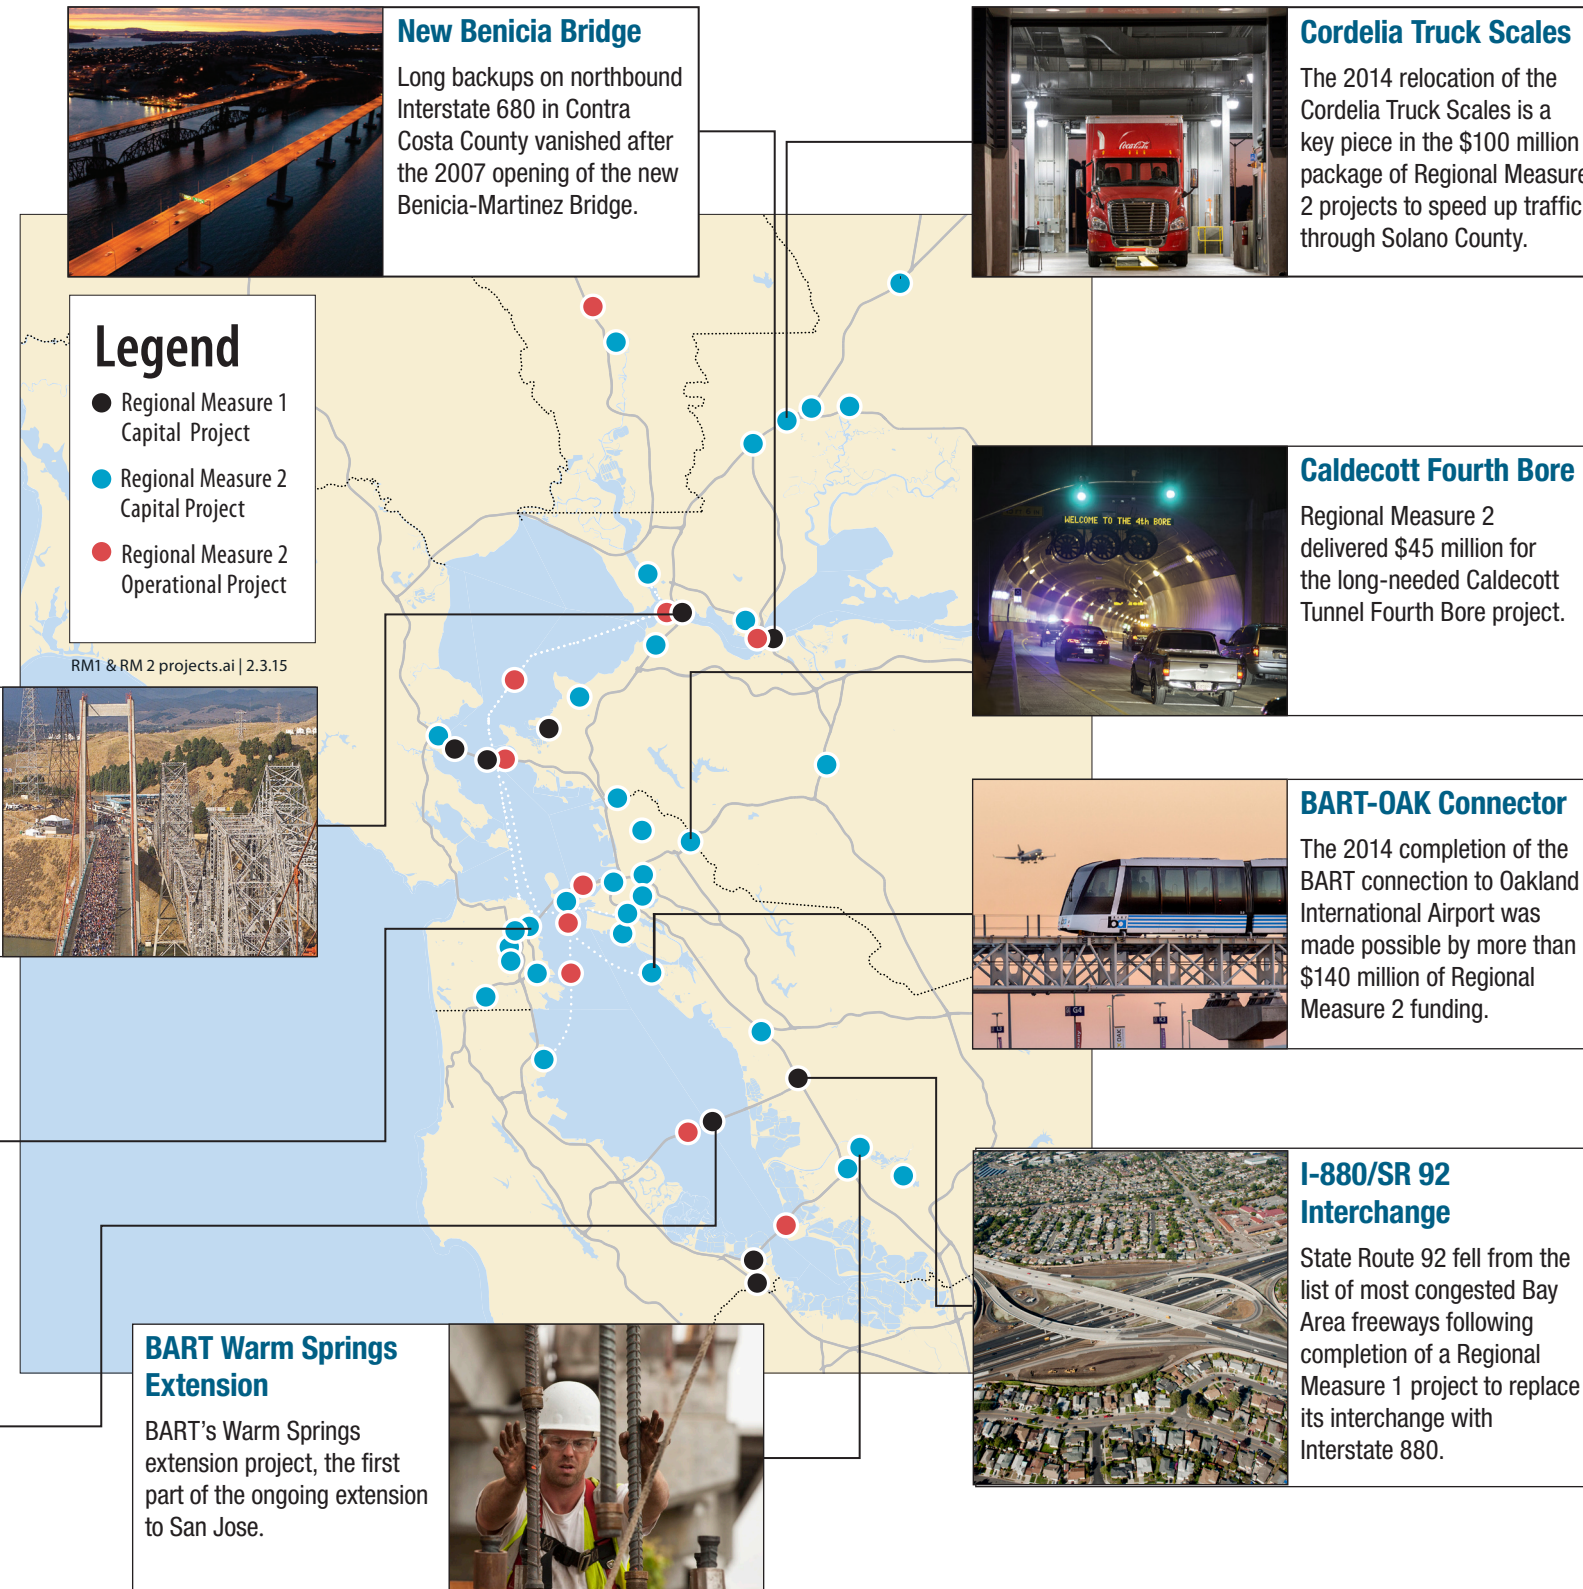 New Benicia Bridge
Long backups on northbound
Interstate 680 in Contra
Costa County vanished after
the 2007 opening of the new
Benicia-Martinez Bridge.
Cordelia Truck Scales
The 2014 relocation of the
Cordelia Truck Scales is a
key piece in the $100 million
package of Regional Measure
2 projects to speed up traffic
through Solano County.
Coca-Cola
Legend
Regional Measure 1
Capital Project
Regional Measure 2
Capital Project
Regional Measure 2
Operational Project
RM1 & RM 2 projects.ai | 2.3.15
Caldecott Fourth Bore
Regional Measure 2
delivered $45 million for
the long-needed Caldecott
Tunnel Fourth Bore project.
WELCOME TO THE 4th BORE
BART-OAK Connector
The 2014 completion of the
BART connection to Oakland
International Airport was
made possible by more than
$140 million of Regional
Measure 2 funding.
ba
G4
OAK
I-880/SR 92
Interchange
State Route 92 fell from the
list of most congested Bay
Area freeways following
completion of a Regional
Measure 1 project to replace
its interchange with
Interstate 880.
BART Warm Springs
Extension
BART's Warm Springs
extension project, the first
part of the ongoing extension
to San Jose.